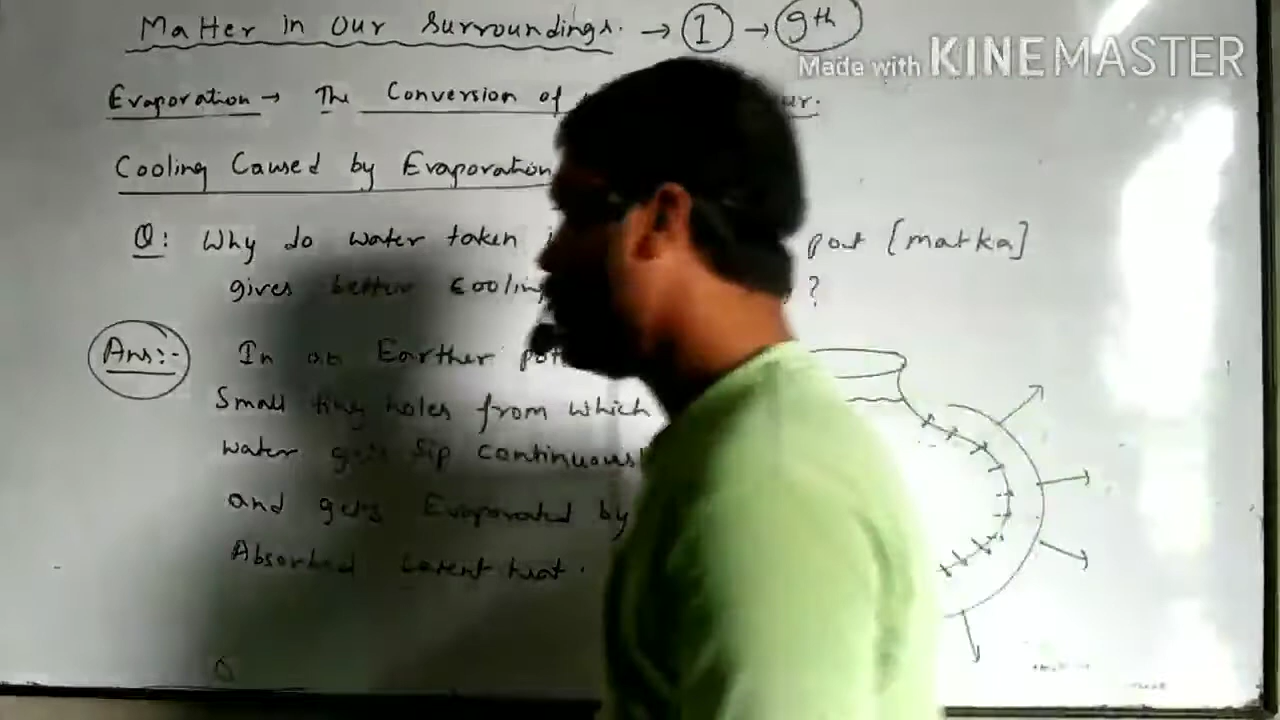 Matter in Our Surroundings. → 1 → 9th
Made with KINEMASTER
Evaporation → The Conversion of
Cooling Caused by Evaporation
Q: Why do water taken pot [matka]
gives better cooling ?
Ans:- In an Earther pot
Small tiny holes from which
water gets Sip continuous
and gets Evaporated by
Absorbed Latent heat.